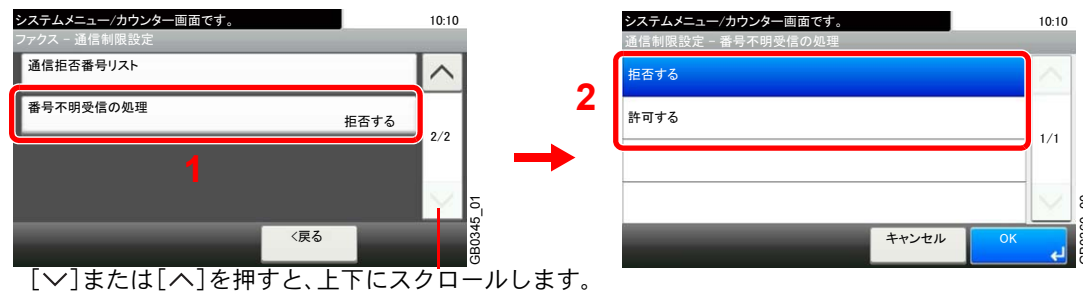 システムメニュー/カウンター画面です。 10:10
ファクス - 通信制限設定
通信拒否番号リスト
番号不明受信の処理
拒否する
2/2
1
<戻る
GB0345_01
2
システムメニュー/カウンター画面です。 10:10
通信制限設定 - 番号不明受信の処理
拒否する
許可する
1/1
キャンセル OK
[∨]または[∧]を押すと、上下にスクロールします。